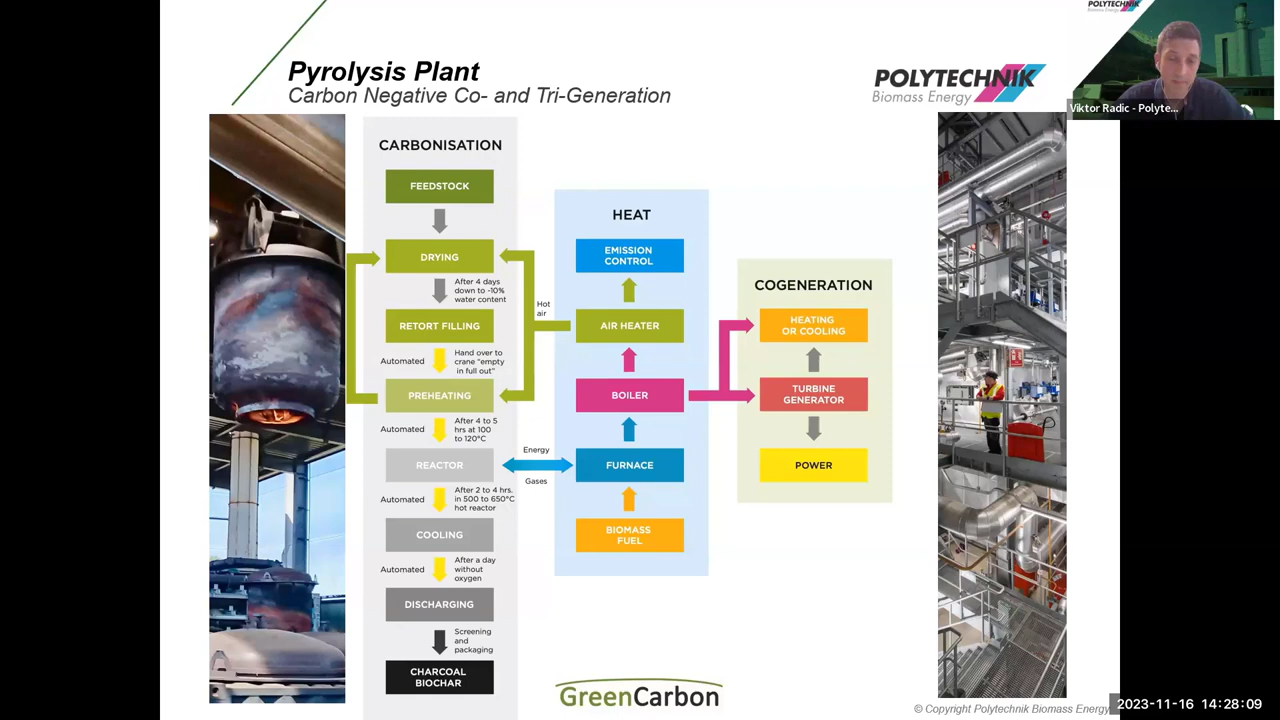 Pyrolysis Plant
Carbon Negative Co- and Tri-Generation
POLYTECHNIK
Biomass Energy
POLYTECHNIK
Biomass Energy
Viktor Radic - Polyte...
CARBONISATION
FEEDSTOCK
DRYING
After 4 days
down to ~10%
water content
RETORT FILLING
Automated
Hand over to
crane "empty
in full out"
PREHEATING
Automated
After 4 to 5
hrs at 100
to 120°C
REACTOR
Automated
After 2 to 4 hrs.
in 500 to 650°C
hot reactor
COOLING
Automated
After a day
without
oxygen
DISCHARGING
Screening
and
packaging
CHARCOAL
BIOCHAR
Hot
air
Energy
Gases
HEAT
EMISSION
CONTROL
AIR HEATER
BOILER
FURNACE
BIOMASS
FUEL
COGENERATION
HEATING
OR COOLING
TURBINE
GENERATOR
POWER
GreenCarbon
© Copyright Polytechnik Biomass Energy
2023-11-16 14:28:09